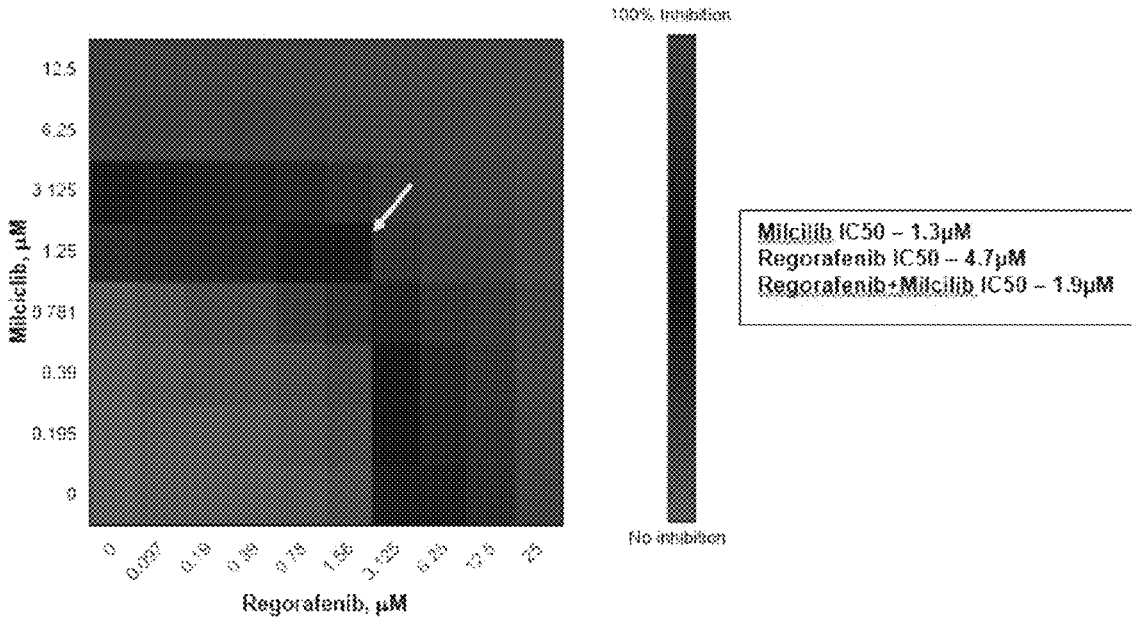 100% Inhibition
12.5
6.25
3.125
1.25
0.781
0.39
0.195
0
Milciclib, µM
0
0.097
0.19
0.39
0.78
1.56
3.125
6.25
12.5
25
Regorafenib, µM
No inhibition
Milcilib IC50 – 1.3µM
Regorafenib IC50 – 4.7µM
Regorafenib+Milcilib IC50 – 1.9µM